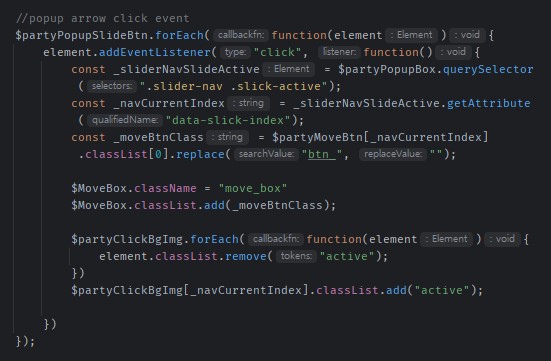 //popup arrow click event
$partyPopupSlideBtn.forEach( callbackfn: function(element : Element ) : void {
element.addEventListener( type: "click", listener: function() : void {
const _sliderNavSlideActive : Element = $partyPopupBox.querySelector
( selectors: ".slider-nav .slick-active");
const _navCurrentIndex : string = _sliderNavSlideActive.getAttribute
( qualifiedName: "data-slick-index");
const _moveBtnClass : string = $partyMoveBtn[_navCurrentIndex]
.classList[0].replace( searchValue: "btn_", replaceValue: "");
$MoveBox.className = "move_box"
$MoveBox.classList.add(_moveBtnClass);
$partyClickBgImg.forEach( callbackfn: function(element : Element ) : void {
element.classList.remove( tokens: "active");
})
$partyClickBgImg[_navCurrentIndex].classList.add("active");
})
});